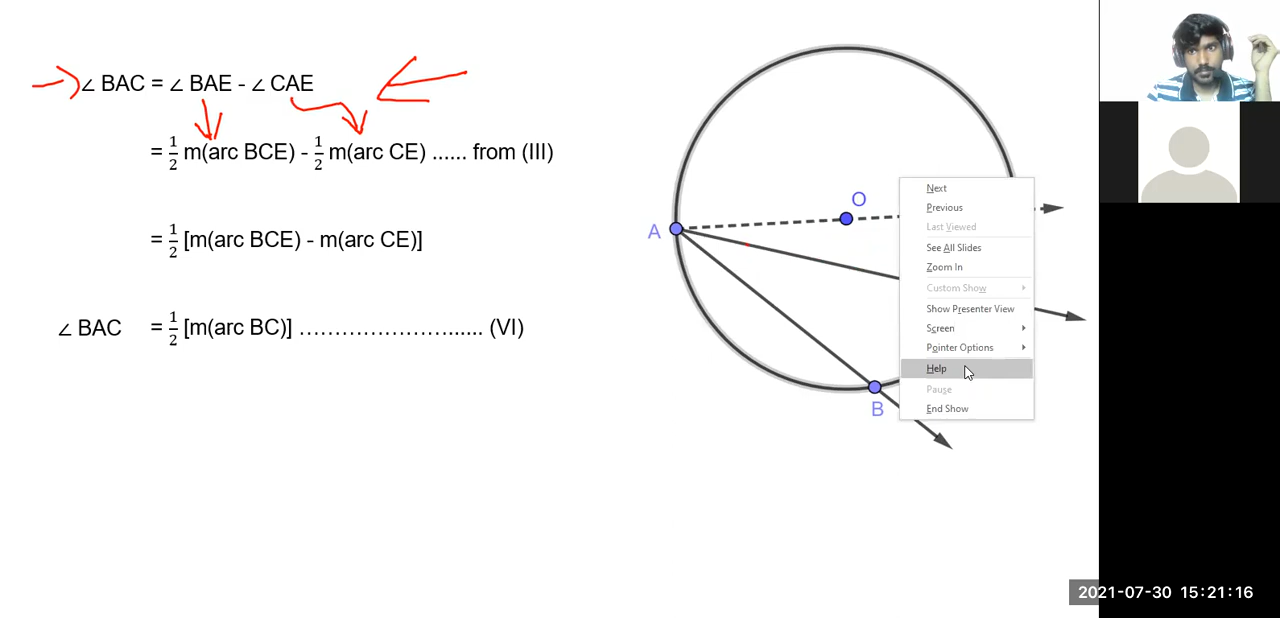 ∠ BAC = ∠ BAE - ∠ CAE
= 1/2 m(arc BCE) - 1/2 m(arc CE) ...... from (III)
= 1/2 [m(arc BCE) - m(arc CE)]
∠ BAC = 1/2 [m(arc BC)] ………………...... (VI)
O
A
B
Next
Previous
Last Viewed
See All Slides
Zoom In
Custom Show
Show Presenter View
Screen
Pointer Options
Help
Pause
End Show
2021-07-30 15:21:16